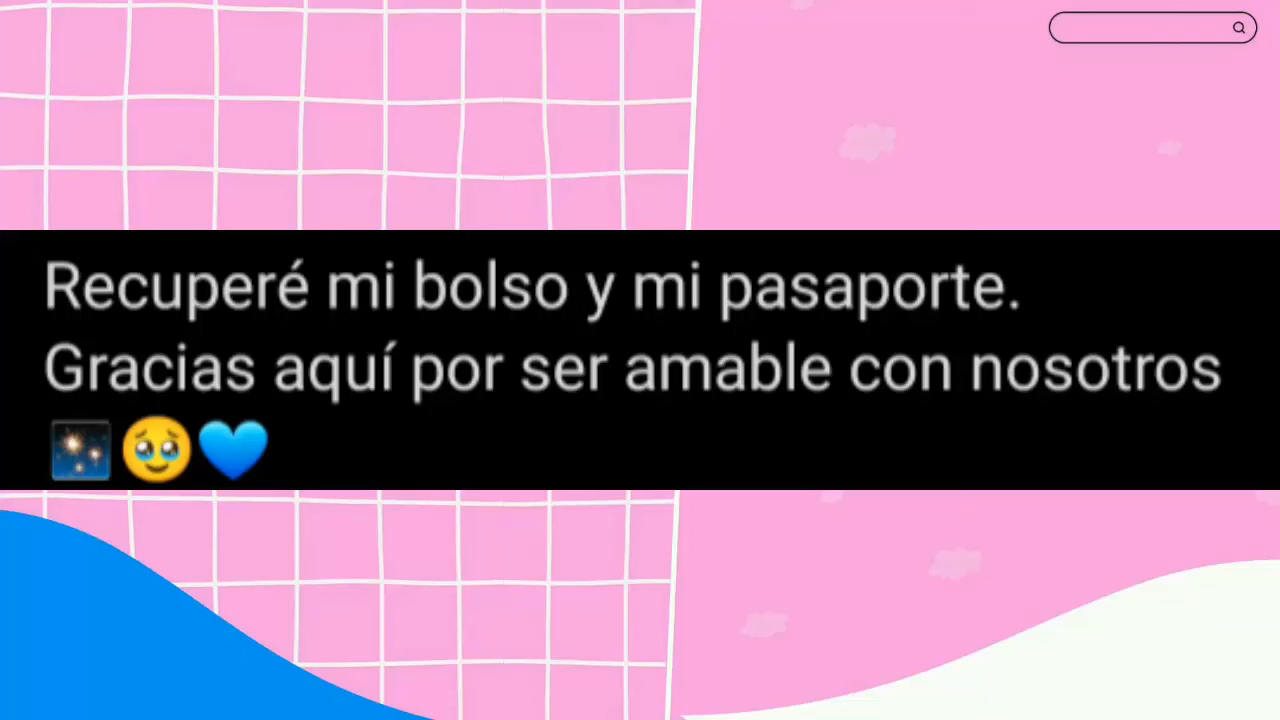 Recuperé mi bolso y mi pasaporte.
Gracias aquí por ser amable con nosotros
🎇🥹💙